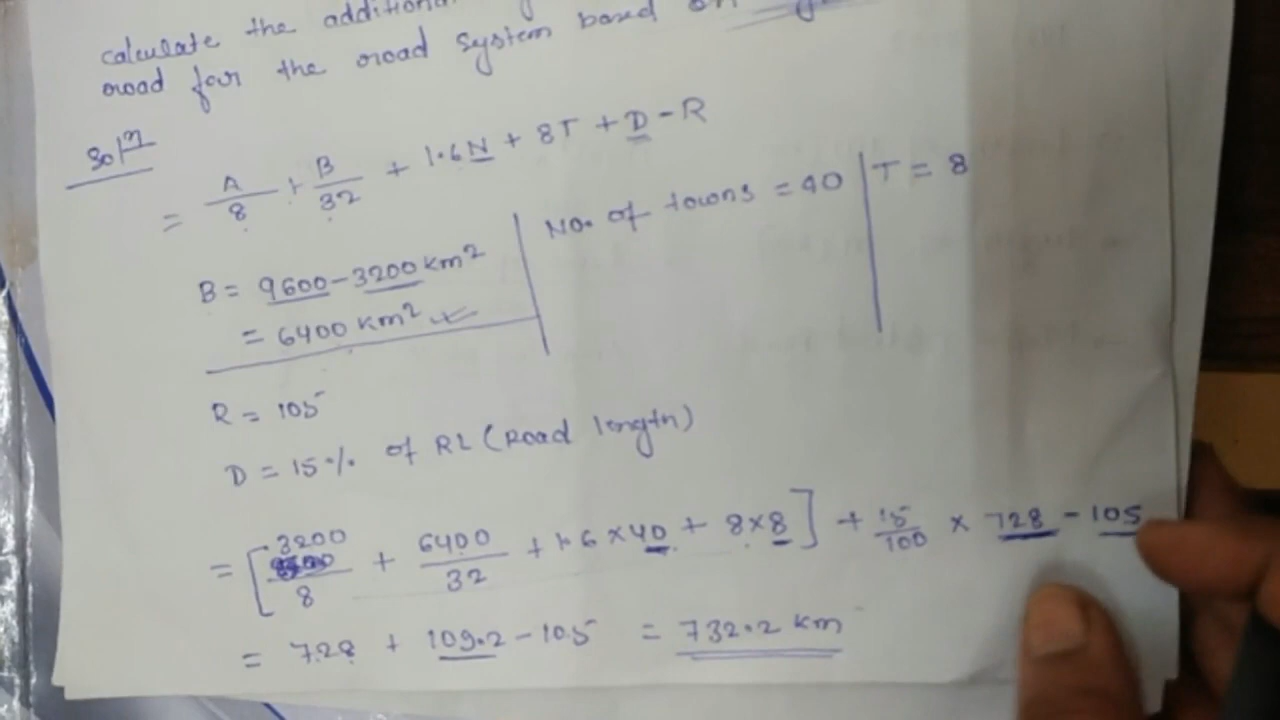 calculate the additional
road for the road system based on
Sol^n
= A/8 + B/32 + 1.6N + 8T + D - R
B = 9600 - 3200 km²
= 6400 km²
No. of towns = 40
T = 8
R = 105
D = 15% of RL (Road length)
= [3200/8 + 6400/32 + 1.6 × 40 + 8×8] + 15/100 × 728 - 105
= 728 + 109.2 - 105 = 732.2 km